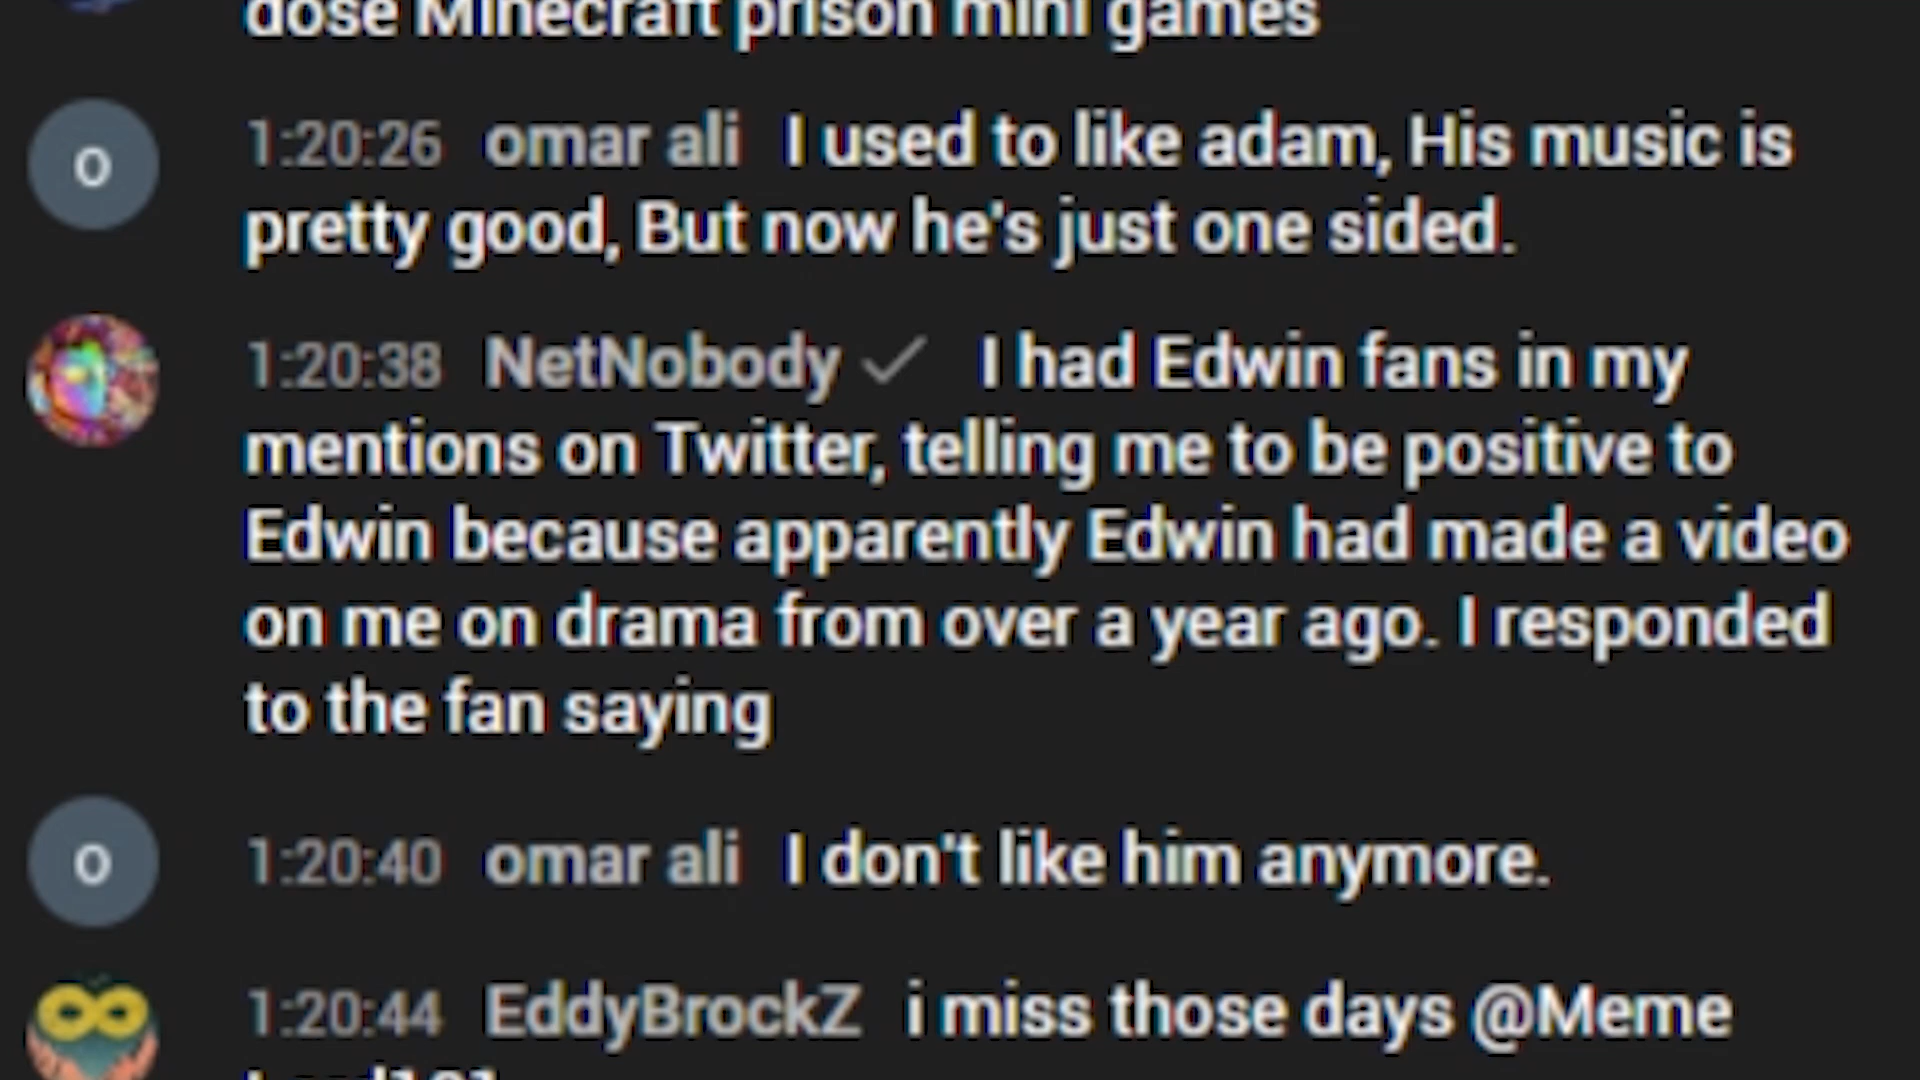 dose Minecraft prison mini games
O
1:20:26 omar ali I used to like adam, His music is
pretty good, But now he's just one sided.
1:20:38 NetNobody ✓ I had Edwin fans in my
mentions on Twitter, telling me to be positive to
Edwin because apparently Edwin had made a video
on me on drama from over a year ago. I responded
to the fan saying
O
1:20:40 omar ali I don't like him anymore.
1:20:44 EddyBrockZ i miss those days @Meme